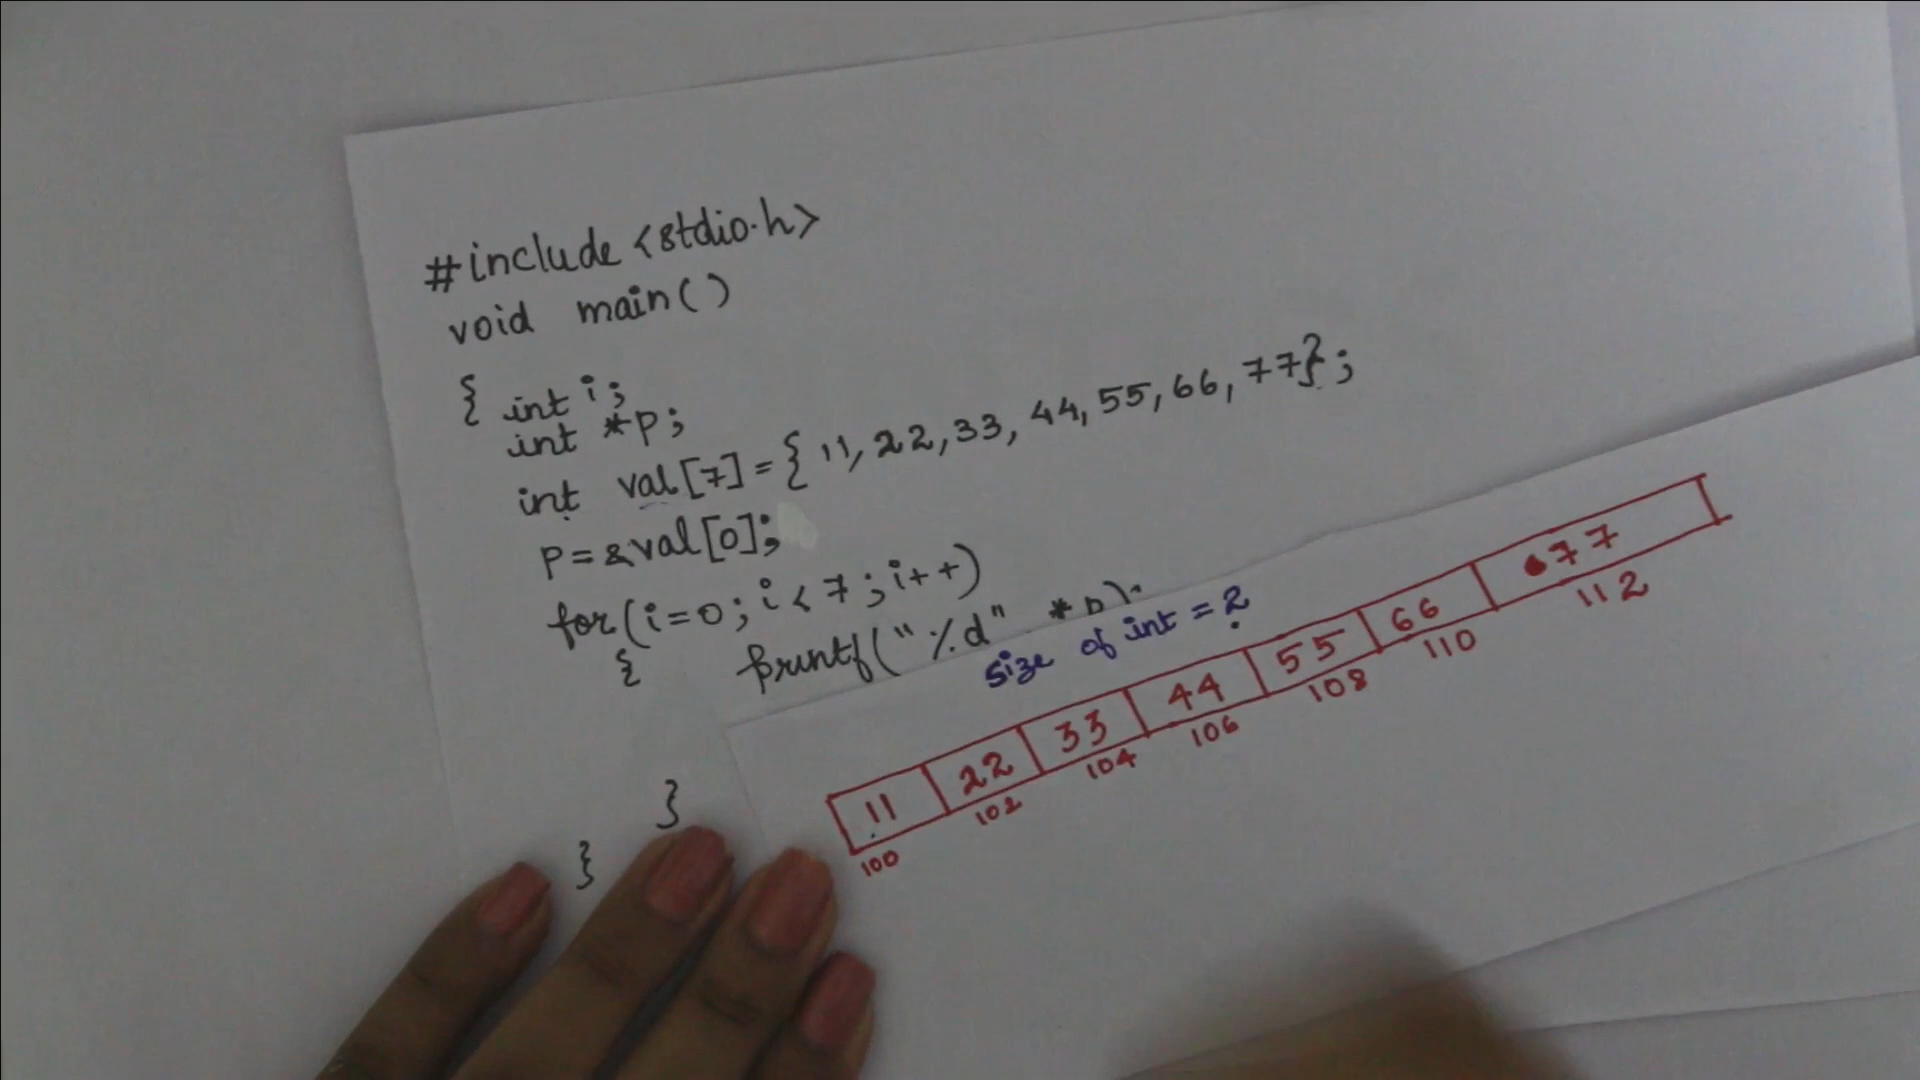 #include <stdio.h>
void main()
{ int i;
int *p;
int val[7]={ 11, 22, 33, 44, 55, 66, 77};
P=&val[0];
for(i=0; i<7; i++)
{ printf("%d" *p);
}
}
size of int = 2
11 22 33 44 55 66 77
100 102 104 106 108 110 112